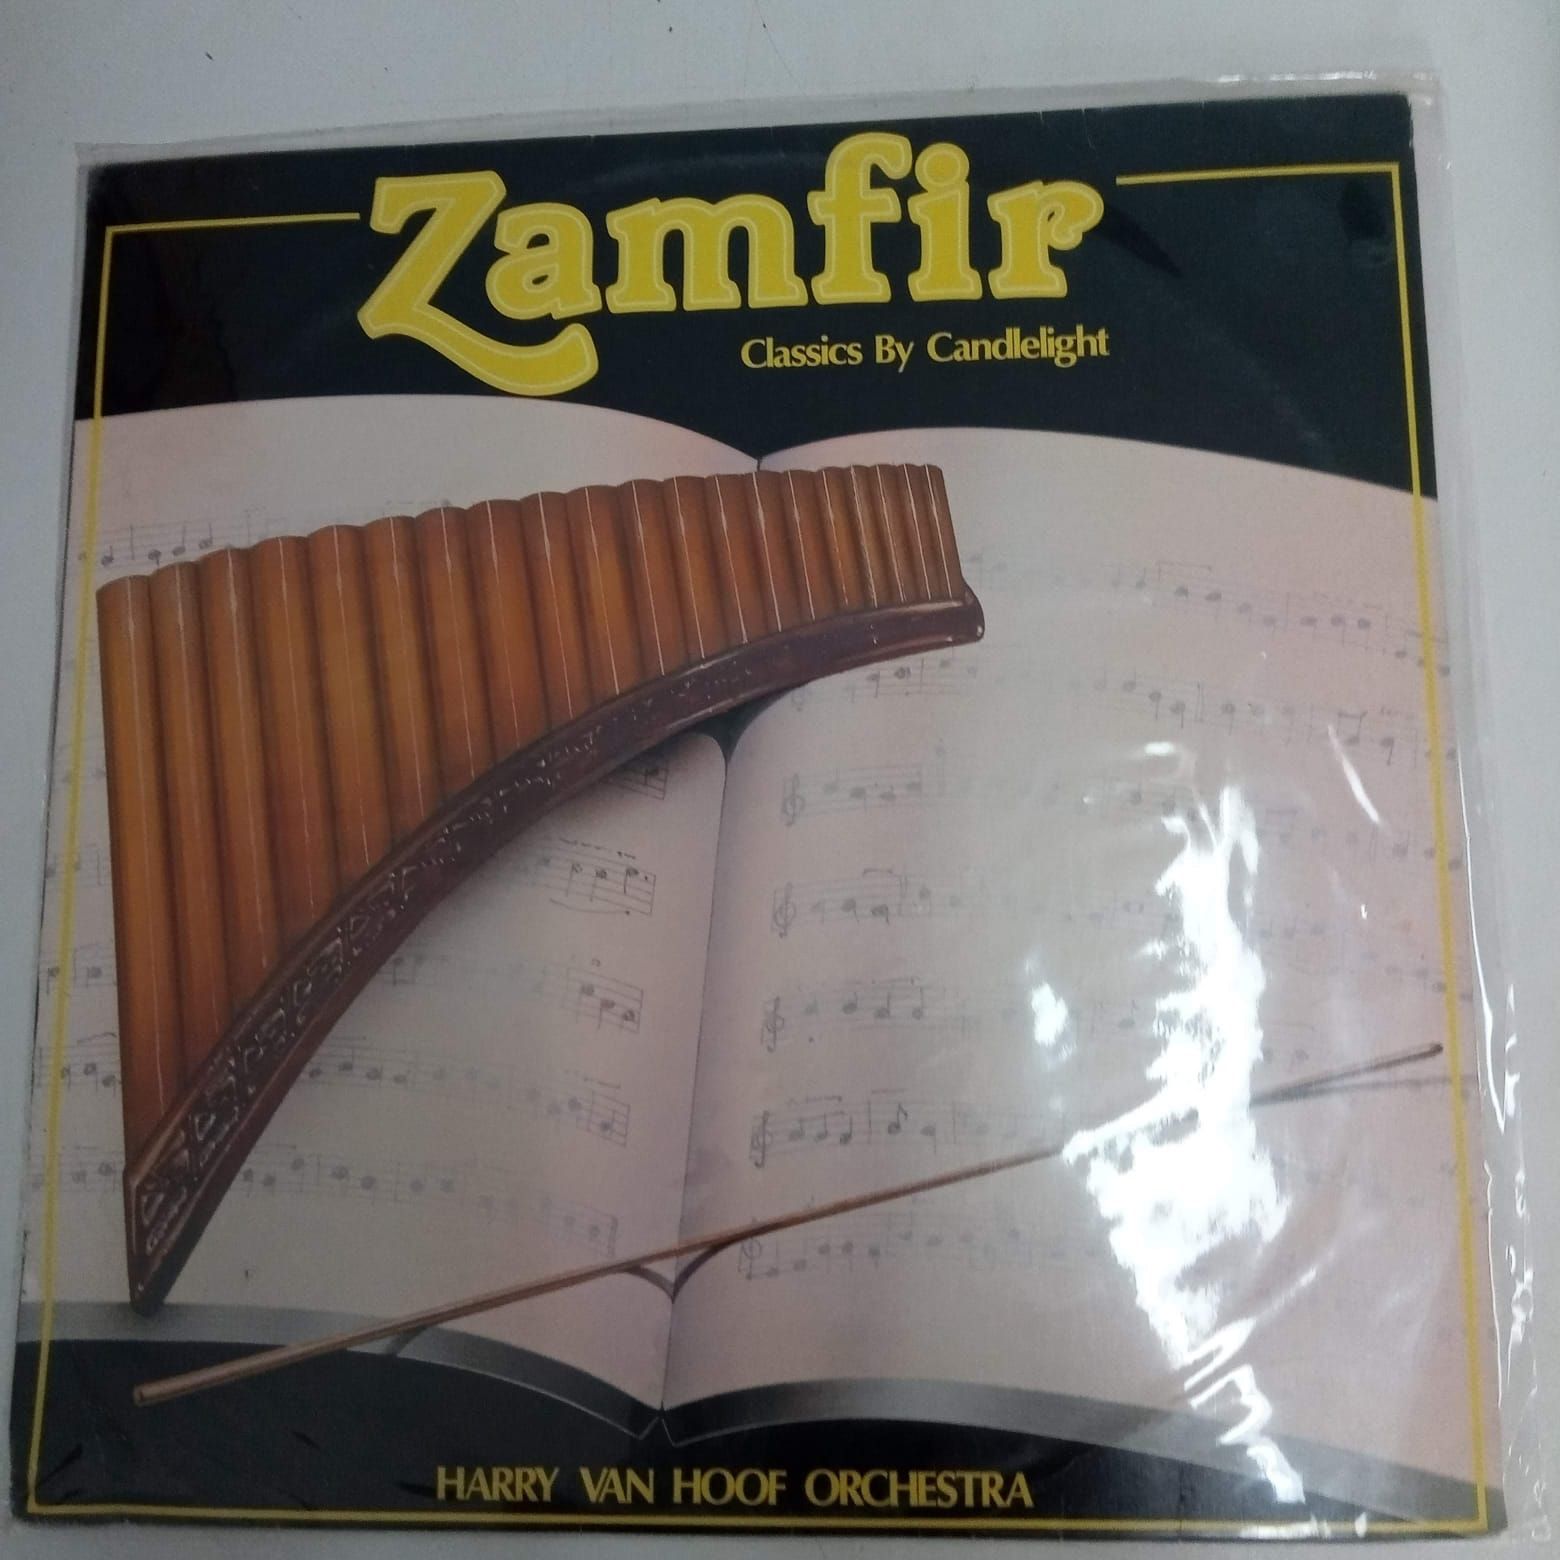 Zamfir
Classics By Candlelight
HARRY VAN HOOF ORCHESTRA